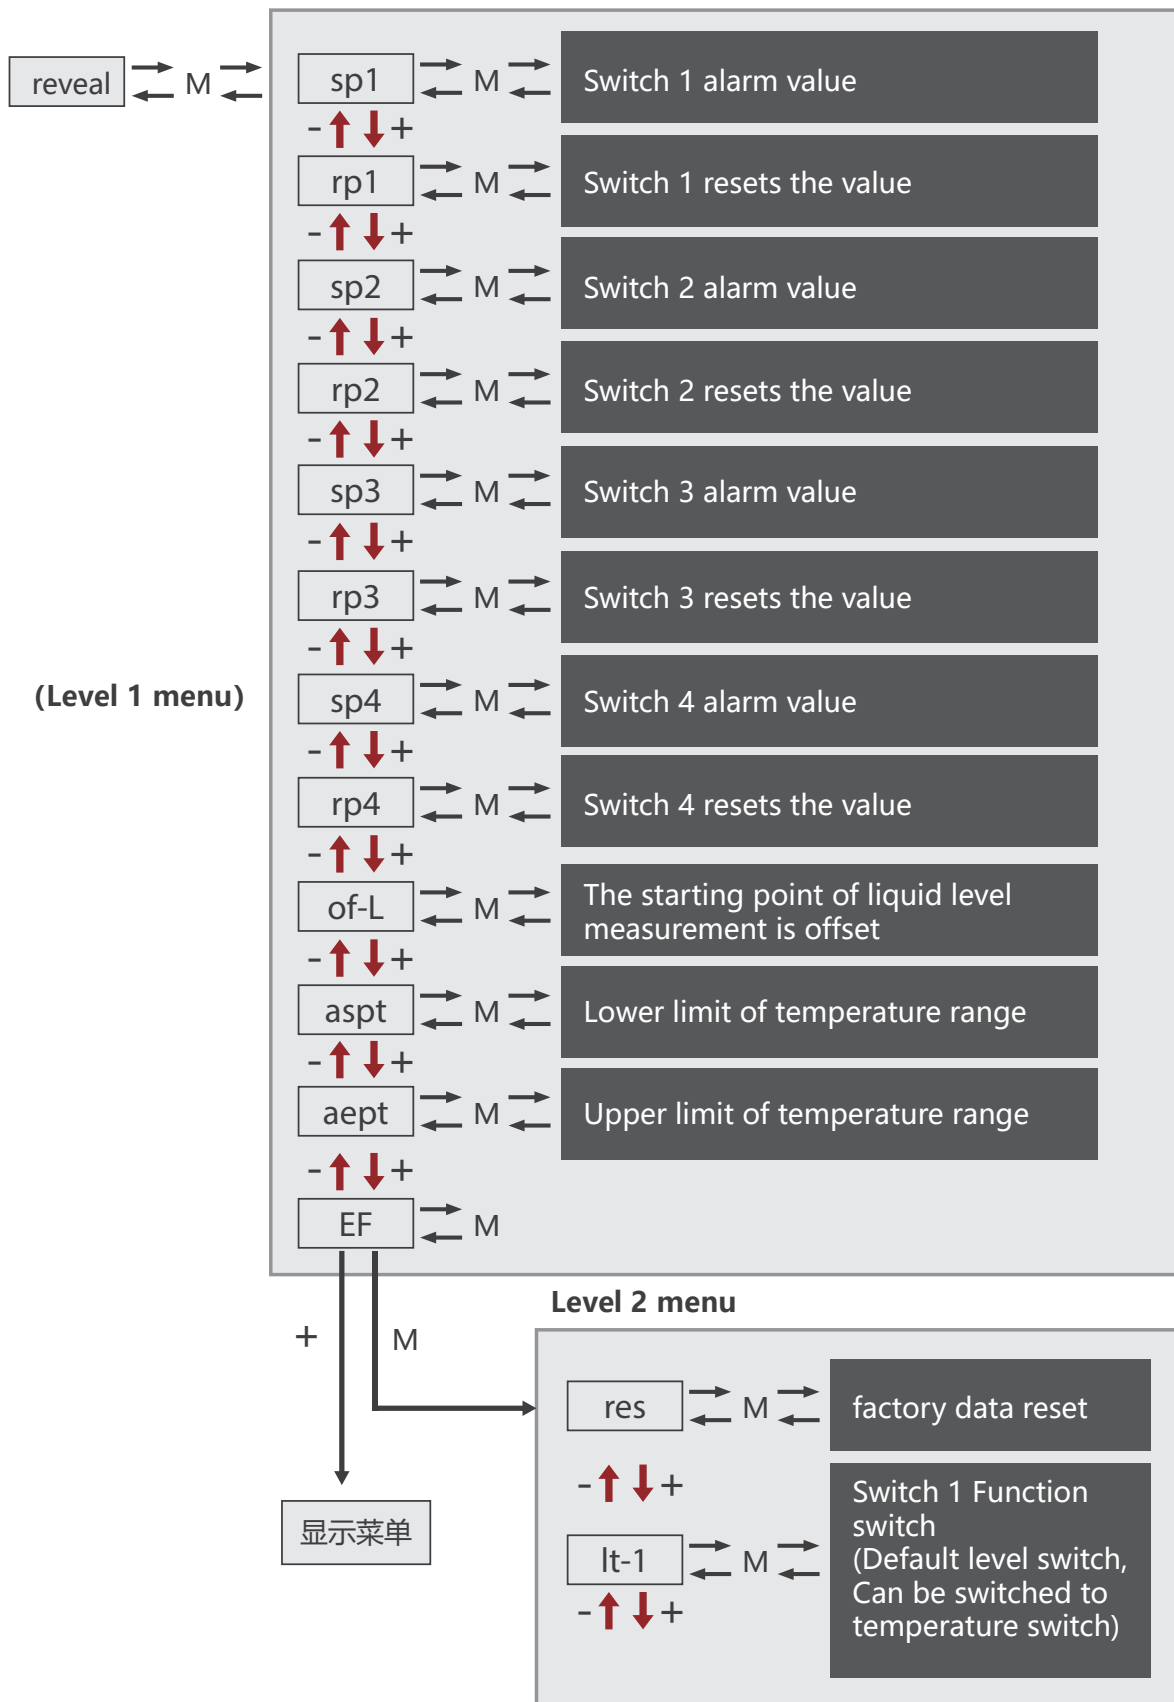 reveal
M
sp1
M
Switch 1 alarm value
- +
rp1
M
Switch 1 resets the value
- +
sp2
M
Switch 2 alarm value
- +
rp2
M
Switch 2 resets the value
- +
sp3
M
Switch 3 alarm value
- +
rp3
M
Switch 3 resets the value
- +
(Level 1 menu)
sp4
M
Switch 4 alarm value
- +
rp4
M
Switch 4 resets the value
- +
of-L
M
The starting point of liquid level
measurement is offset
- +
aspt
M
Lower limit of temperature range
- +
aept
M
Upper limit of temperature range
- +
EF
M
+
M
显示菜单
Level 2 menu
res
M
factory data reset
- +
lt-1
M
Switch 1 Function
switch
(Default level switch,
Can be switched to
temperature switch)
- +